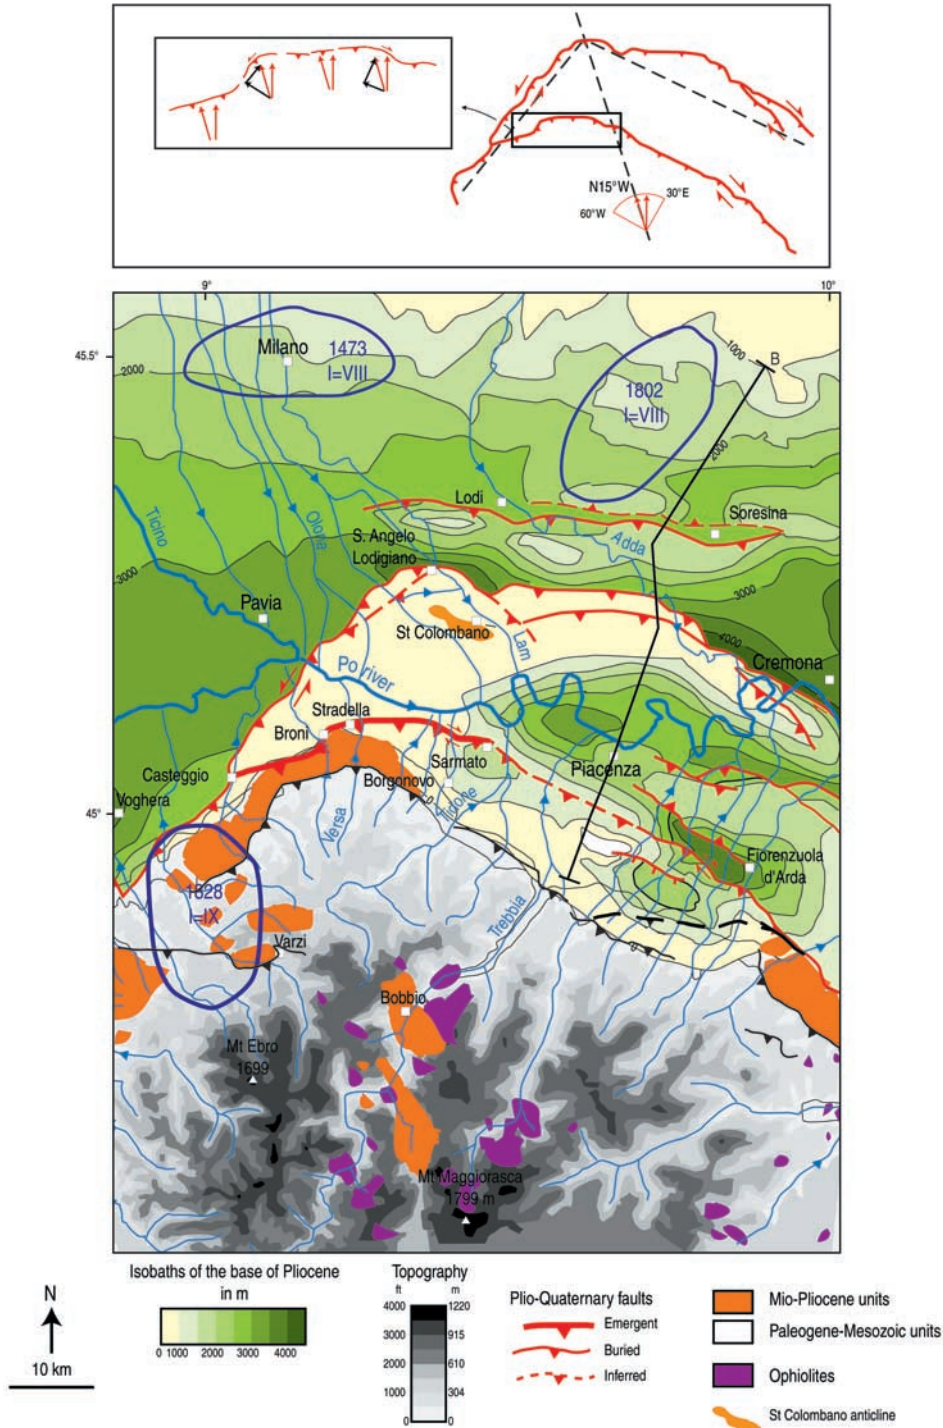 N15°W
30°E
60°W
9°
10°
45.5°
Milano
1473
I=VIII
2000
1000
B
1802
I=VIII
2000
Lodi
Soresina
Ticino
Olona
S. Angelo
Lodigiano
Adda
3000
3000
Pavia
St Colombano
Lam
4000
Cremona
Po river
Stradella
Broni
Sarmato
Piacenza
Casteggio
Borgonovo
0
Voghera
45°
Versa
Tidone
Fiorenzuola
d'Arda
1828
I=IX
Trebbia
Varzi
0
Bobbio
Mt Ebro
1699
Mt Maggiorasca
1799 m
N
10 km
Isobaths of the base of Pliocene
in m
0 1000 2000 3000 4000
Topography
ft m
4000 1220
3000 915
2000 610
1000 304
0 0
Plio-Quaternary faults
Emergent
Buried
Inferred
Mio-Pliocene units
Paleogene-Mesozoic units
Ophiolites
St Colombano anticline